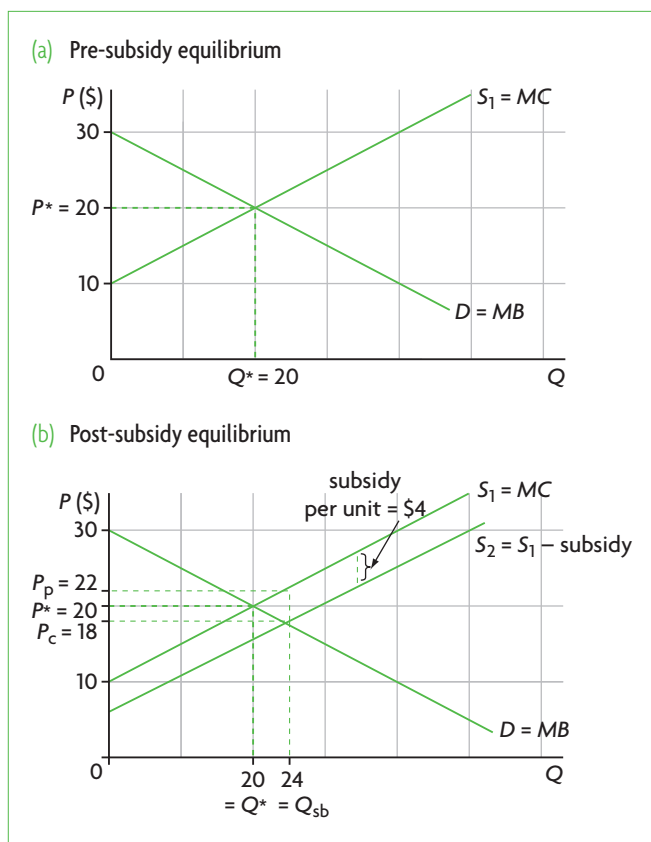 (a) Pre-subsidy equilibrium
P ($)
S₁ = MC
30
P* = 20
10
D = MB
0
Q* = 20
Q
(b) Post-subsidy equilibrium
subsidy
per unit = $4
S₁ = MC
P ($)
30
S₂ = S₁ – subsidy
Pₚ = 22
P* = 20
P꜀ = 18
10
D = MB
0
20 24
Q
= Q* = Qsb